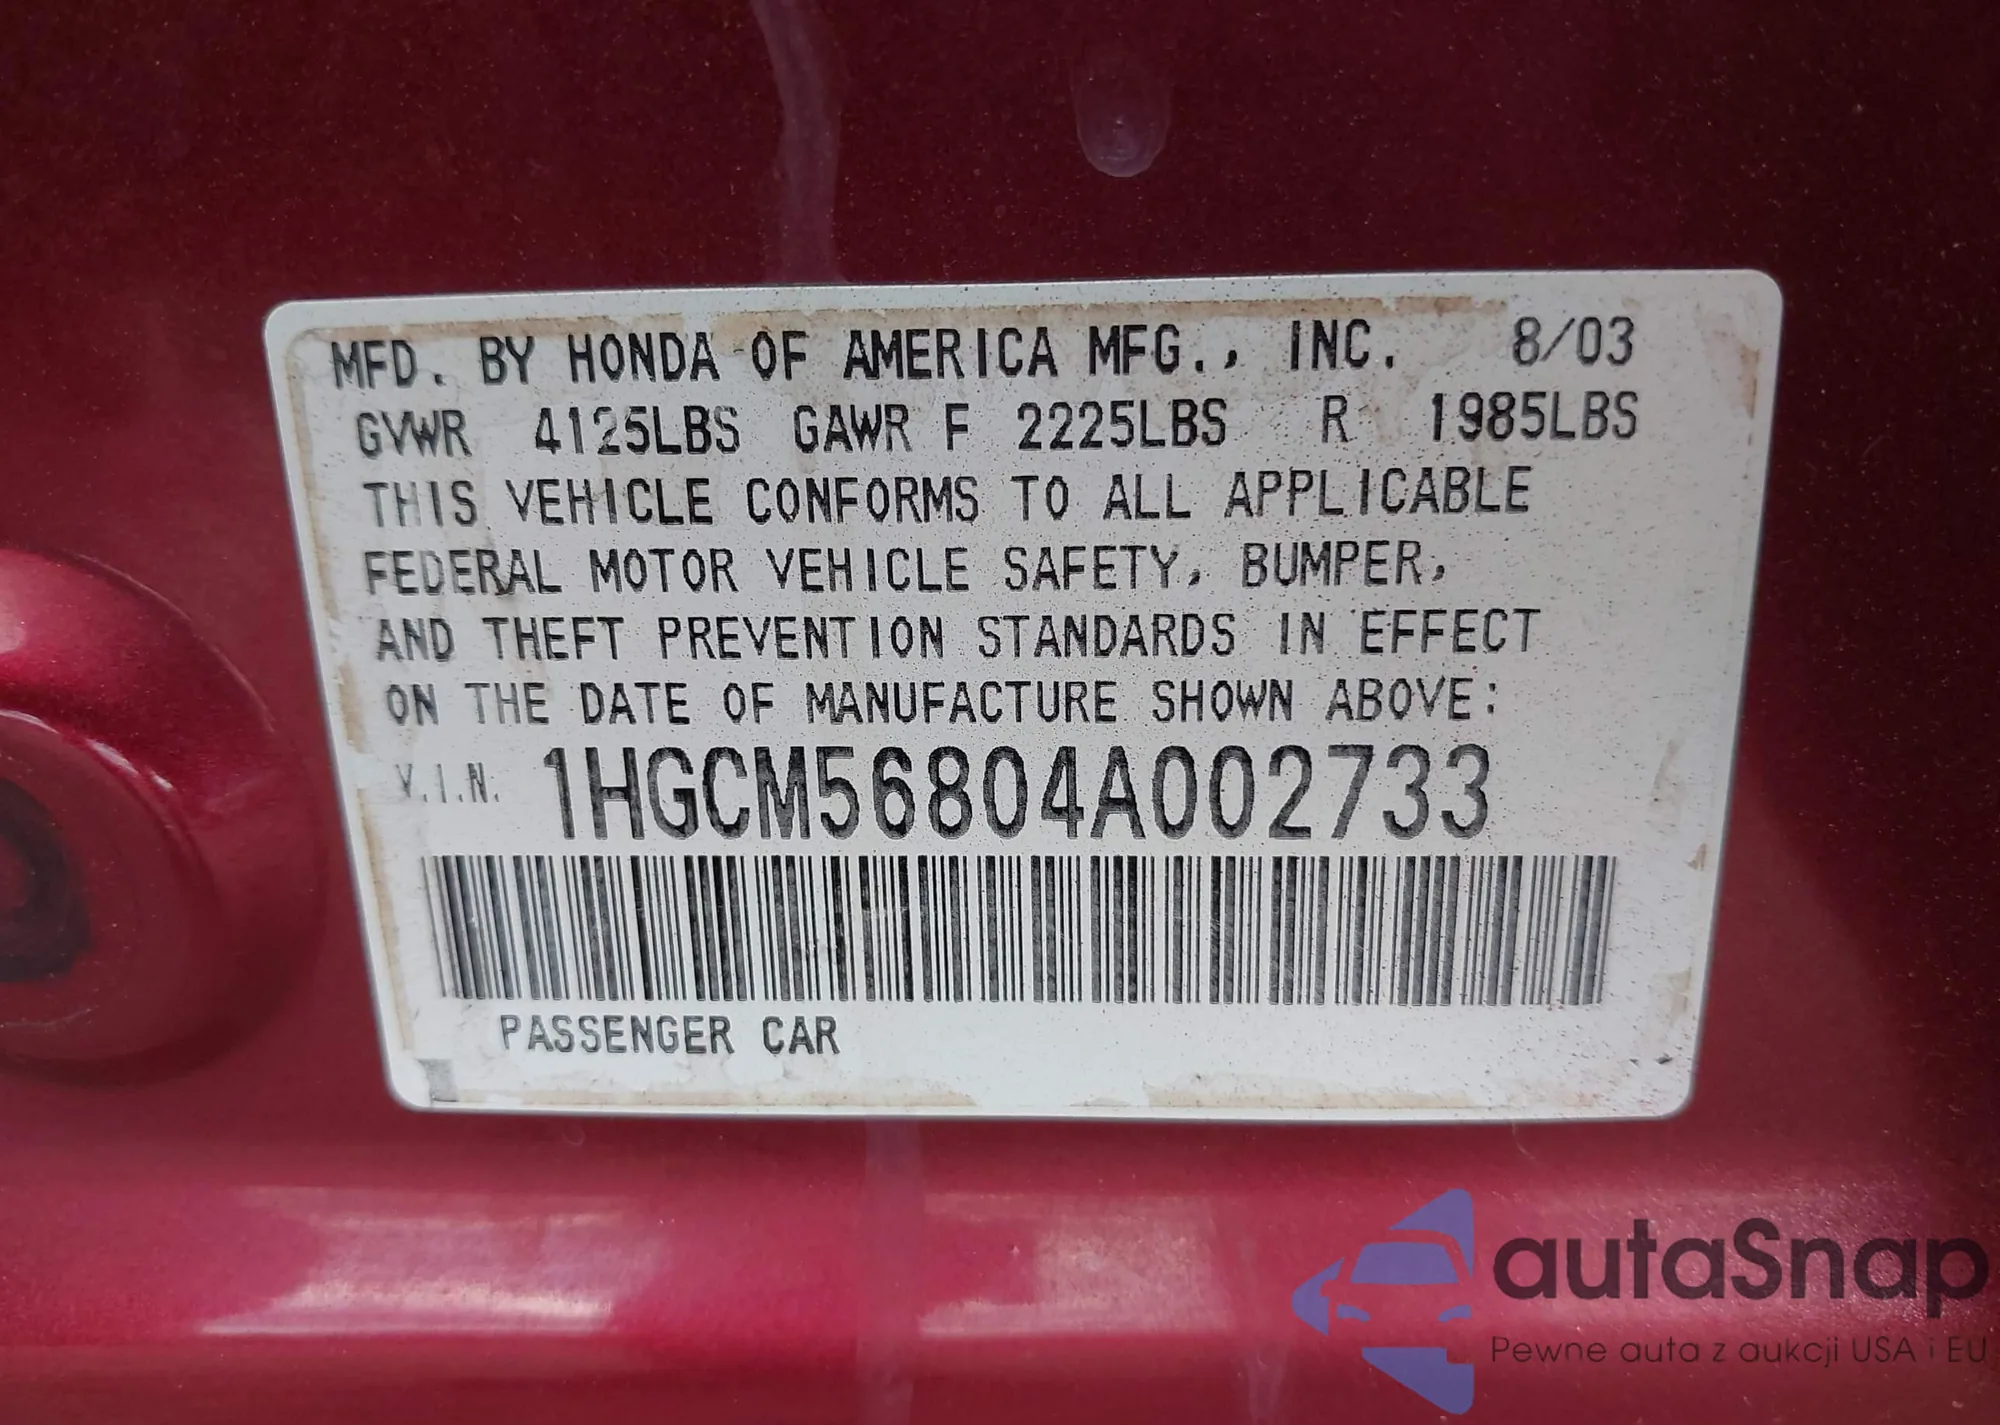 MFD. BY HONDA OF AMERICA MFG., INC. 8/03
GVWR 4125LBS GAWR F 2225LBS R 1985LBS
THIS VEHICLE CONFORMS TO ALL APPLICABLE
FEDERAL MOTOR VEHICLE SAFETY, BUMPER,
AND THEFT PREVENTION STANDARDS IN EFFECT
ON THE DATE OF MANUFACTURE SHOWN ABOVE:
V.I.N. 1HGCM56804A002733
PASSENGER CAR
autaSnap
Pewne auta z aukcji USA i EU